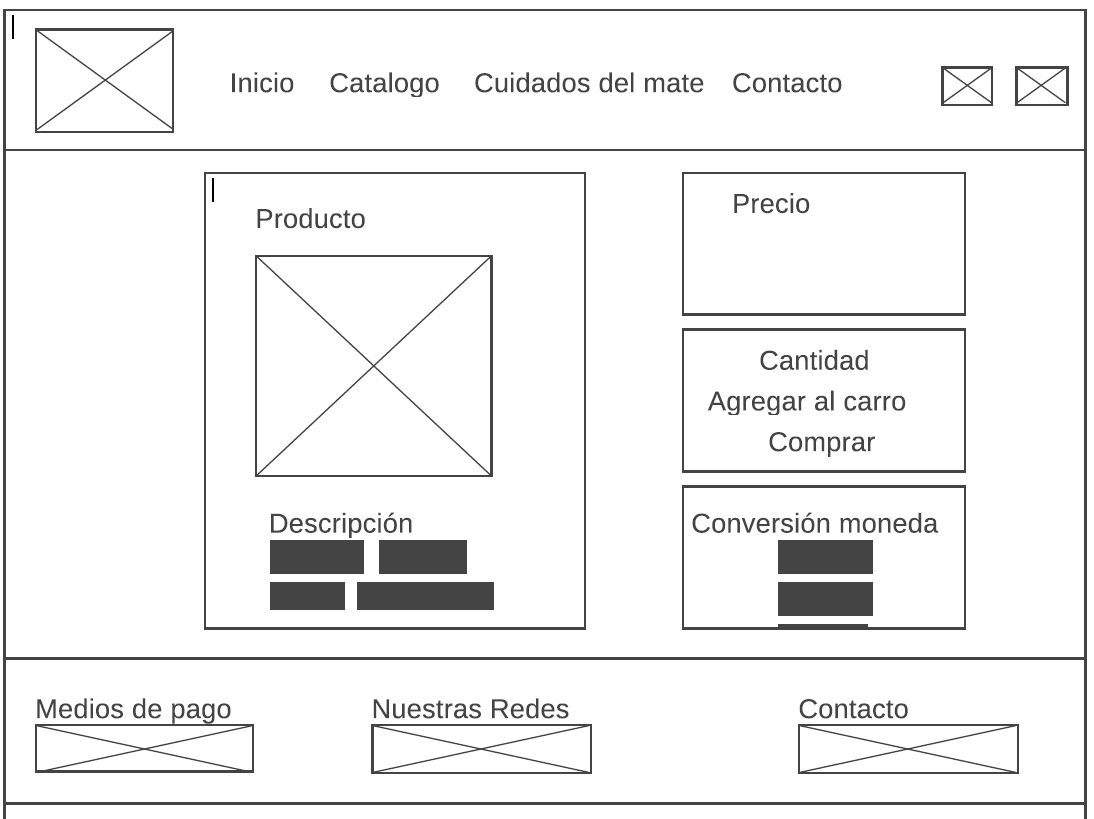 Inicio Catalogo Cuidados del mate Contacto
Producto
Descripción
Precio
Cantidad
Agregar al carro
Comprar
Conversión moneda
Medios de pago
Nuestras Redes
Contacto